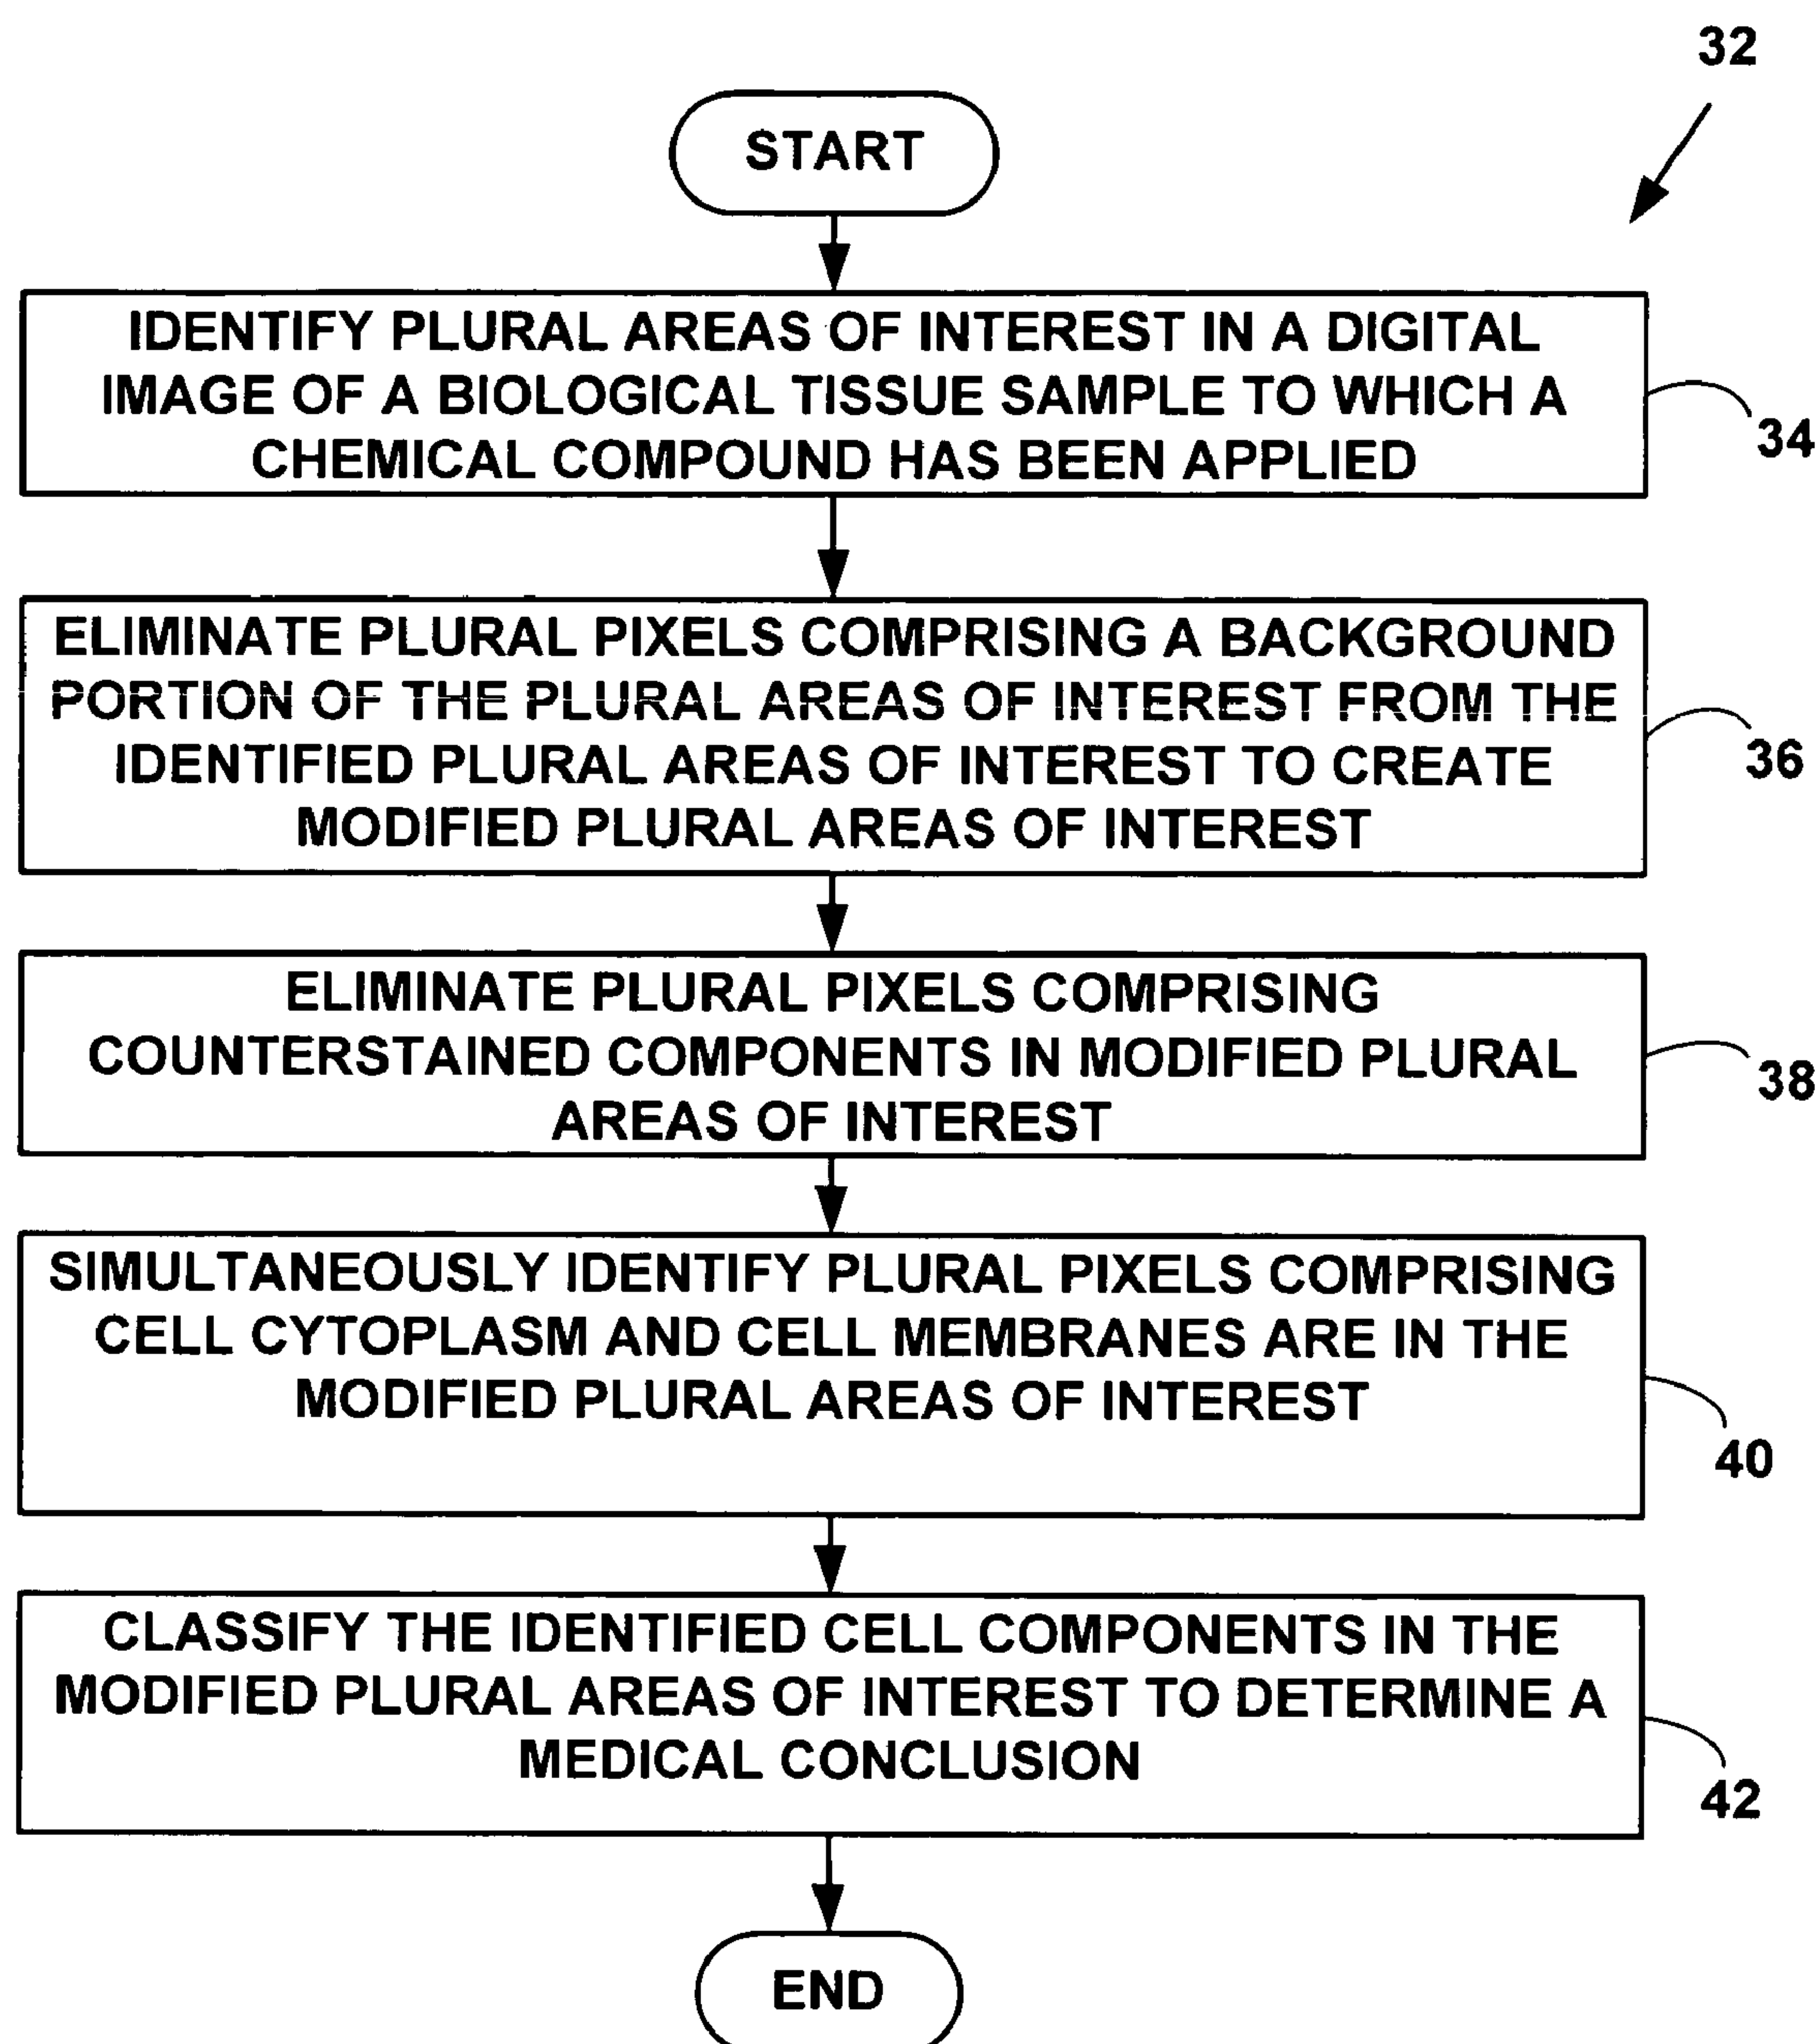 32
START
IDENTIFY PLURAL AREAS OF INTEREST IN A DIGITAL
IMAGE OF A BIOLOGICAL TISSUE SAMPLE TO WHICH A
CHEMICAL COMPOUND HAS BEEN APPLIED
34
ELIMINATE PLURAL PIXELS COMPRISING A BACKGROUND
PORTION OF THE PLURAL AREAS OF INTEREST FROM THE
IDENTIFIED PLURAL AREAS OF INTEREST TO CREATE
MODIFIED PLURAL AREAS OF INTEREST
36
ELIMINATE PLURAL PIXELS COMPRISING
COUNTERSTAINED COMPONENTS IN MODIFIED PLURAL
AREAS OF INTEREST
38
SIMULTANEOUSLY IDENTIFY PLURAL PIXELS COMPRISING
CELL CYTOPLASM AND CELL MEMBRANES ARE IN THE
MODIFIED PLURAL AREAS OF INTEREST
40
CLASSIFY THE IDENTIFIED CELL COMPONENTS IN THE
MODIFIED PLURAL AREAS OF INTEREST TO DETERMINE A
MEDICAL CONCLUSION
42
END